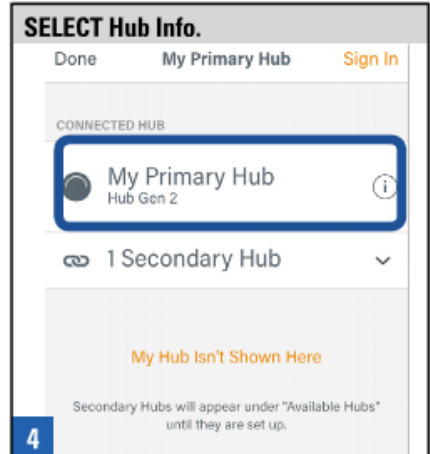 SELECT Hub Info.
Done My Primary Hub Sign In
CONNECTED HUB
My Primary Hub
Hub Gen 2
1 Secondary Hub
My Hub Isn't Shown Here
Secondary Hubs will appear under "Available Hubs"
until they are set up.
4